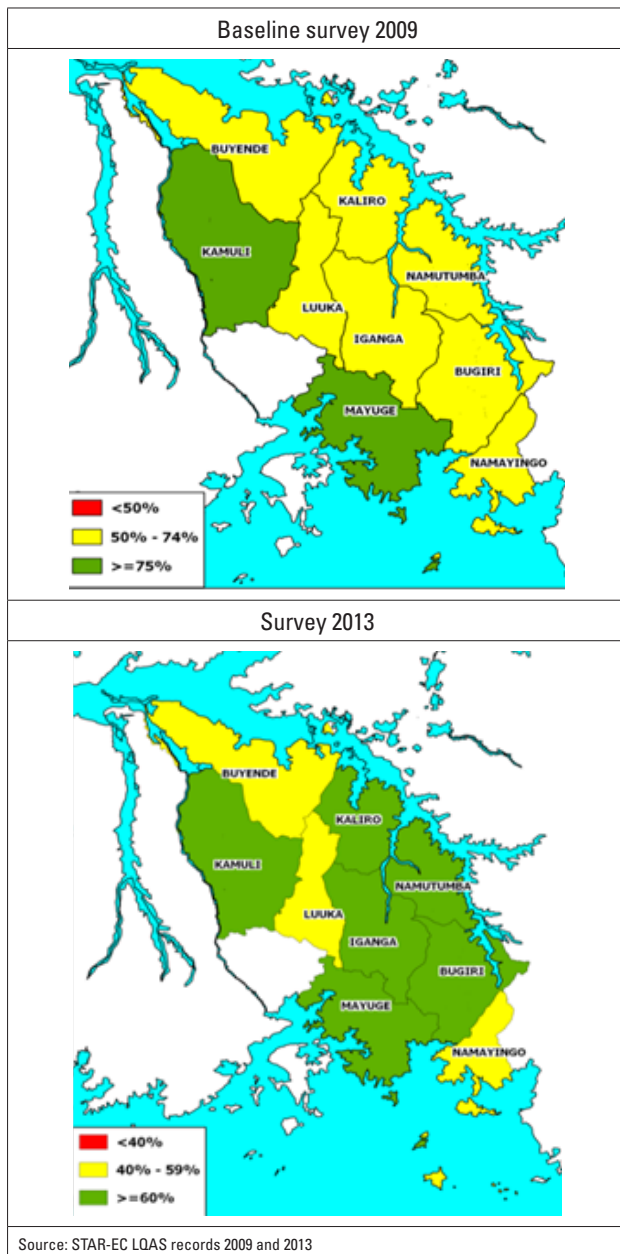 Baseline survey 2009
BUYENDE
KALIRO
KAMULI
NAMUTUMBA
LUUKA
IGANGA
BUGIRI
MAYUGE
NAMAYINGO
<50%
50% - 74%
>=75%
Survey 2013
BUYENDE
KALIRO
KAMULI
NAMUTUMBA
LUUKA
IGANGA
BUGIRI
MAYUGE
NAMAYINGO
<40%
40% - 59%
>=60%
Source: STAR-EC LQAS records 2009 and 2013